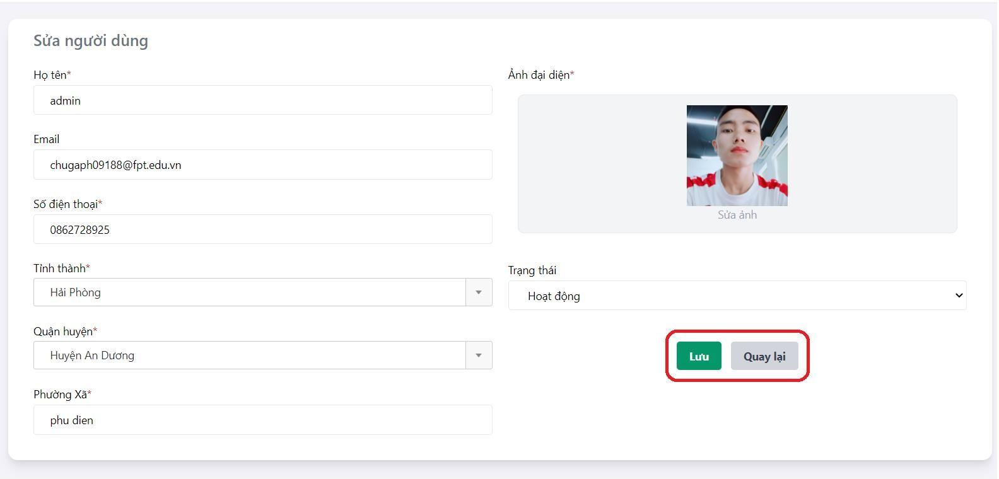 Sửa người dùng
Họ tên*
admin
Email
chugaph09188@fpt.edu.vn
Số điện thoại*
0862728925
Tỉnh thành*
Hải Phòng
Quận huyện*
Huyện An Dương
Phường Xã*
phu dien
Ảnh đại diện*
Sửa ảnh
Trạng thái
Hoạt động
Lưu Quay lại